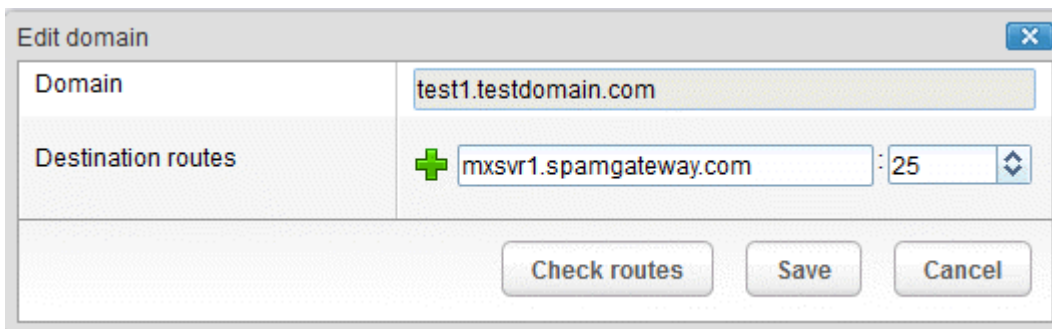 Edit domain
Domain test1.testdomain.com
Destination routes mxsvr1.spamgateway.com : 25
Check routes Save Cancel